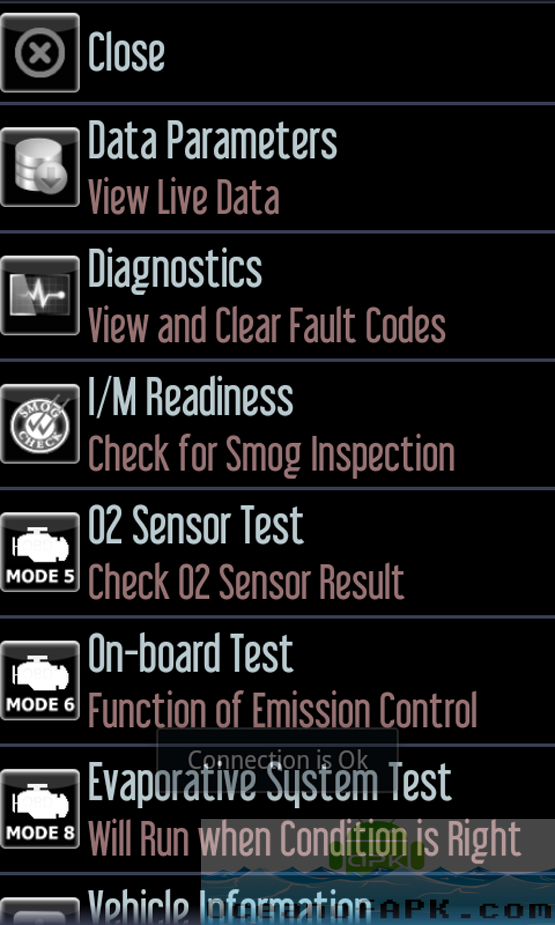 Close
Data Parameters
View Live Data
Diagnostics
View and Clear Fault Codes
SMOG
CHECK
I/M Readiness
Check for Smog Inspection
MODE 5
O2 Sensor Test
Check O2 Sensor Result
MODE 6
On-board Test
Function of Emission Control
Connection is Ok
MODE 8
Evaporative System Test
Will Run when Condition is Right
apk
Vehicle Information
OceanofAPK.com